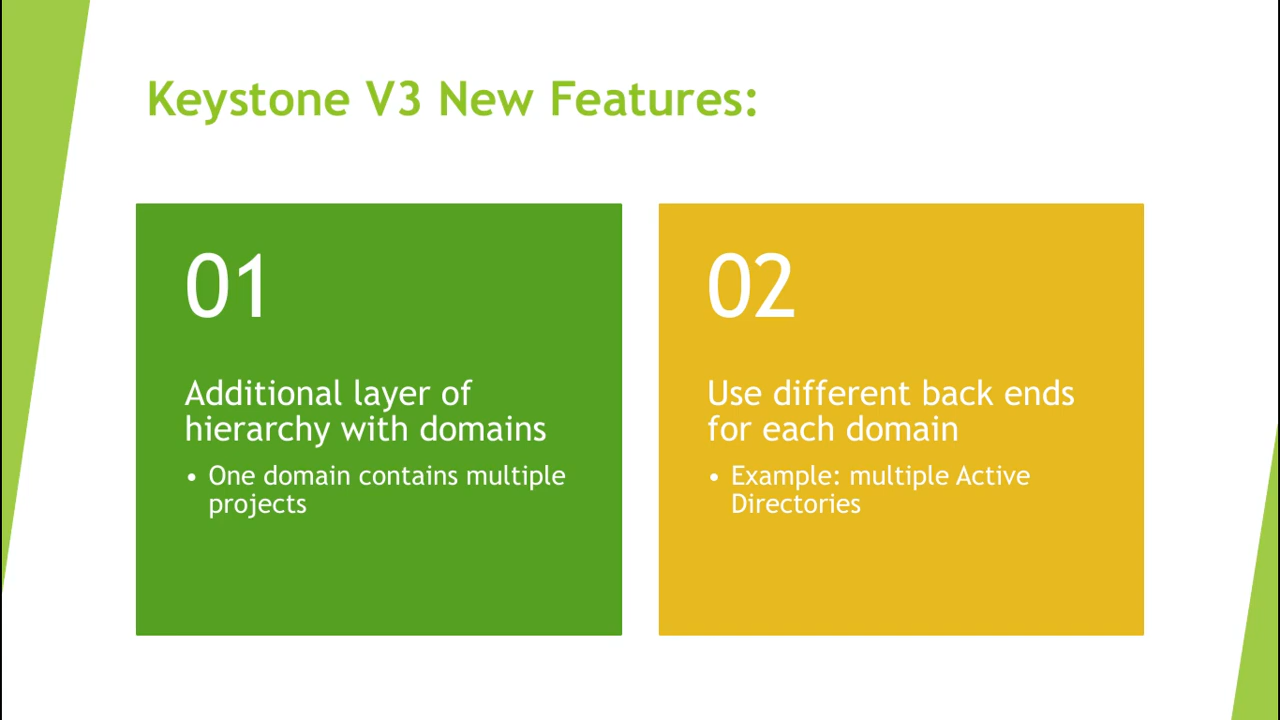 Keystone V3 New Features:
01
Additional layer of
hierarchy with domains
• One domain contains multiple
projects
02
Use different back ends
for each domain
• Example: multiple Active
Directories